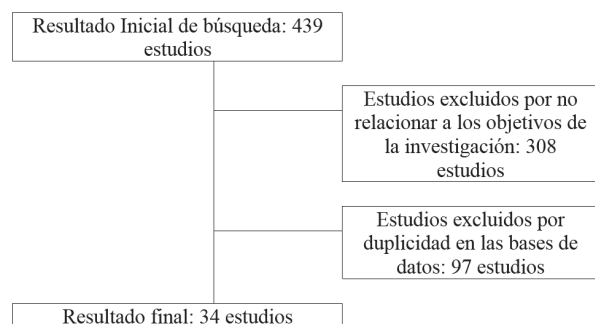 Resultado Inicial de búsqueda: 439
estudios
Estudios excluidos por no
relacionar a los objetivos de
la investigación: 308
estudios
Estudios excluidos por
duplicidad en las bases de
datos: 97 estudios
Resultado final: 34 estudios